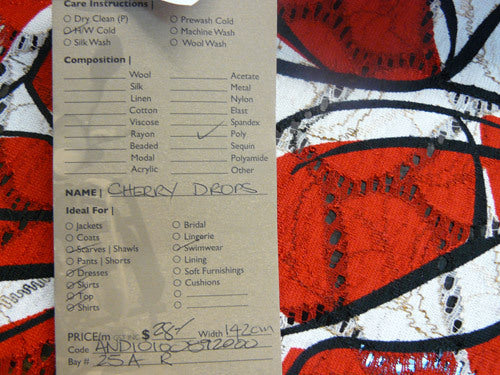 Care Instructions |
Dry Clean (P) Prewash Cold
H/W Cold Machine Wash
Silk Wash Wool Wash
Composition |
Wool Acetate
Silk Metal
Linen Nylon
Cotton Elast
Viscose Spandex
Rayon ✓ Poly
Beaded Sequin
Modal Polyamide
Acrylic Other
NAME | CHERRY DROPS
Ideal For |
Jackets Bridal
Coats Lingerie
Scarves | Shawls Swimwear
Pants | Shorts Lining
Dresses Soft Furnishings
Skirts Cushions
Top
Shirts
PRICE/m GST INC $ 28/- Width 142cm
Code
Bay # 25A R